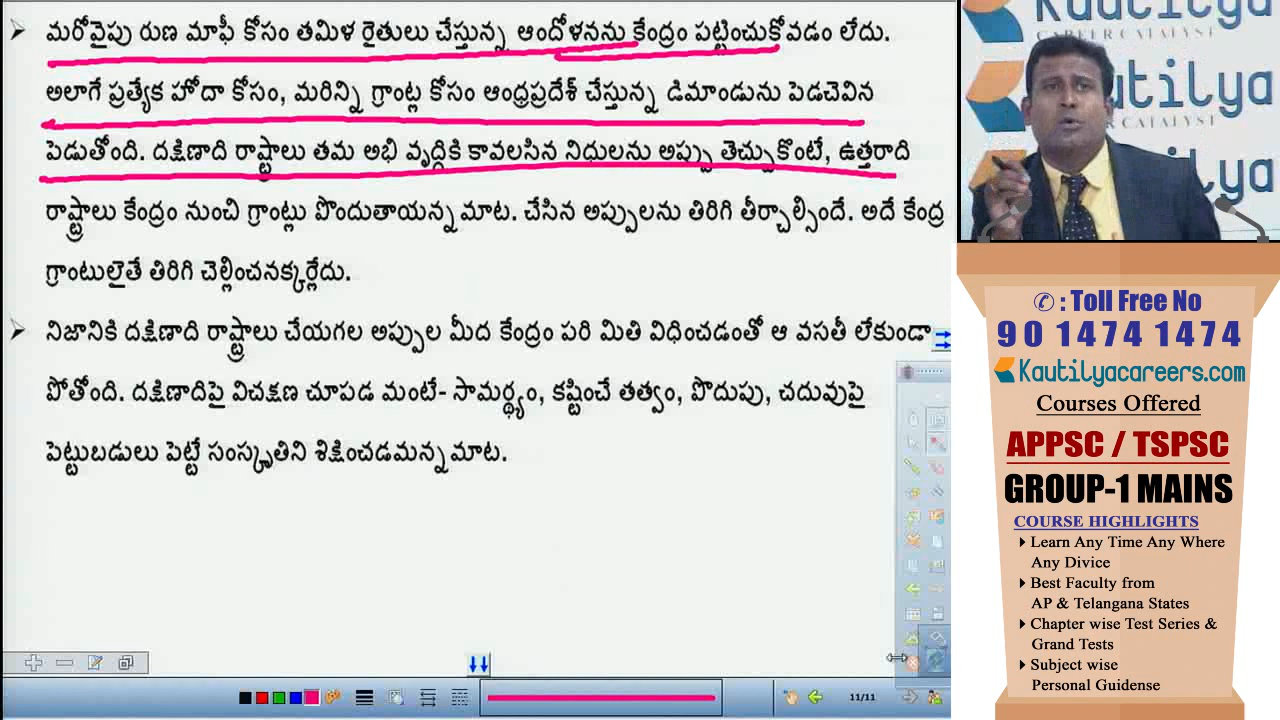 మరోవైపు రుణ మాఫీ కోసం తమిళ రైతులు చేస్తున్న ఆందోళనను కేంద్రం పట్టించుకోవడం లేదు.
అలాగే ప్రత్యేక హోదా కోసం, మరిన్ని గ్రాంట్ల కోసం ఆంధ్రప్రదేశ్ చేస్తున్న డిమాండును పెడచెవిన
పెడుతోంది. దక్షిణాది రాష్ట్రాలు తమ అభి వృద్ధికి కావలసిన నిధులను అప్పు తెచ్చుకొంటే, ఉత్తరాది
రాష్ట్రాలు కేంద్రం నుంచి గ్రాంట్లు పొందుతాయన్న మాట. చేసిన అప్పులను తిరిగి తీర్చాల్సిందే. అదే కేంద్ర
గ్రాంటులైతే తిరిగి చెల్లించనక్కర్లేదు.
నిజానికి దక్షిణాది రాష్ట్రాలు చేయగల అప్పుల మీద కేంద్రం పరి మితి విధించడంతో ఆ వసతీ లేకుండా
పోతోంది. దక్షిణాదిపై విచక్షణ చూపడ మంటే- సామర్థ్యం, కష్టించే తత్వం, పొదుపు, చదువుపై
పెట్టుబడులు పెట్టే సంస్కృతిని శిక్షించడమన్న మాట.
11/11
Kautilya
CAREER CATALYST
✆ : Toll Free No
90 1474 1474
Kautilyacareers.com
Courses Offered
APPSC / TSPSC
GROUP-1 MAINS
COURSE HIGHLIGHTS
Learn Any Time Any Where
Any Divice
Best Faculty from
AP & Telangana States
Chapter wise Test Series &
Grand Tests
Subject wise
Personal Guidense